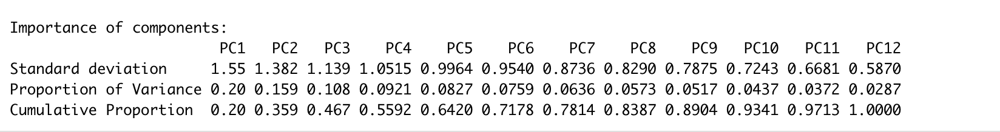 Importance of components:
PC1 PC2 PC3 PC4 PC5 PC6 PC7 PC8 PC9 PC10 PC11 PC12
Standard deviation 1.55 1.382 1.139 1.0515 0.9964 0.9540 0.8736 0.8290 0.7875 0.7243 0.6681 0.5870
Proportion of Variance 0.20 0.159 0.108 0.0921 0.0827 0.0759 0.0636 0.0573 0.0517 0.0437 0.0372 0.0287
Cumulative Proportion 0.20 0.359 0.467 0.5592 0.6420 0.7178 0.7814 0.8387 0.8904 0.9341 0.9713 1.0000